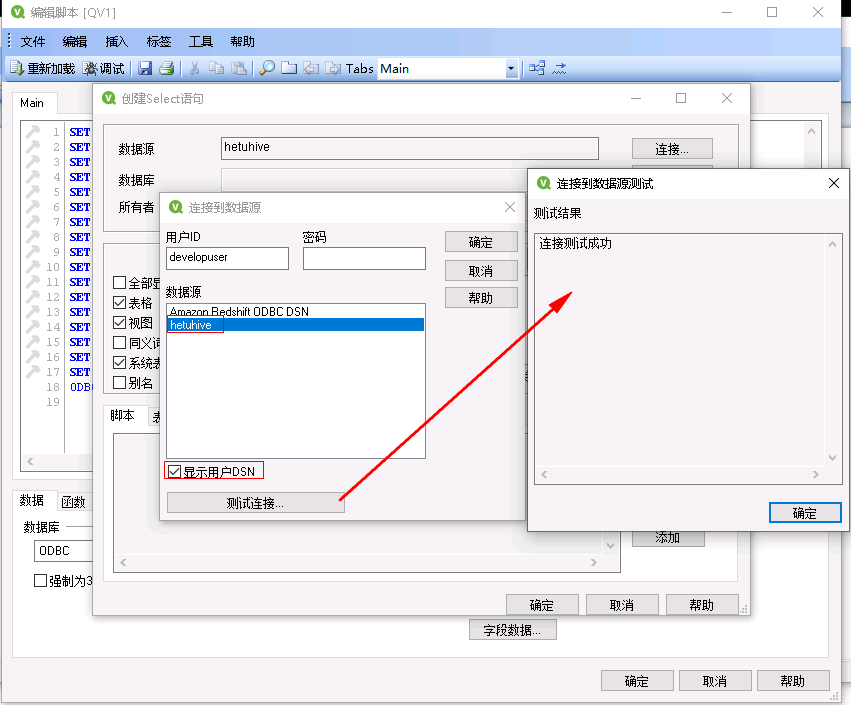 编辑脚本 [QV1]
文件 编辑 插入 标签 工具 帮助
重新加载 调试 Tabs Main
Main
创建Select语句
数据源 hetuhive 连接...
数据库
所有者
1 SET
2 SET
3 SET
4 SET
5 SET
6 SET
7 SET
8 SET
9 SET
10 SET
11 SET
12 SET
13 SET
14 SET
15 SET
16 SET
17 SET
18 ODBC
19
全部显
表格
视图
同义词
系统表
别名
脚本
添加
确定 取消 帮助
连接到数据源
用户ID 密码
developuser
确定
取消
帮助
数据源
Amazon Redshift ODBC DSN
hetuhive
显示用户DSN
测试连接...
连接到数据源测试
测试结果
连接测试成功
确定
数据 函数
数据库
ODBC
强制为3
字段数据...
确定 取消 帮助